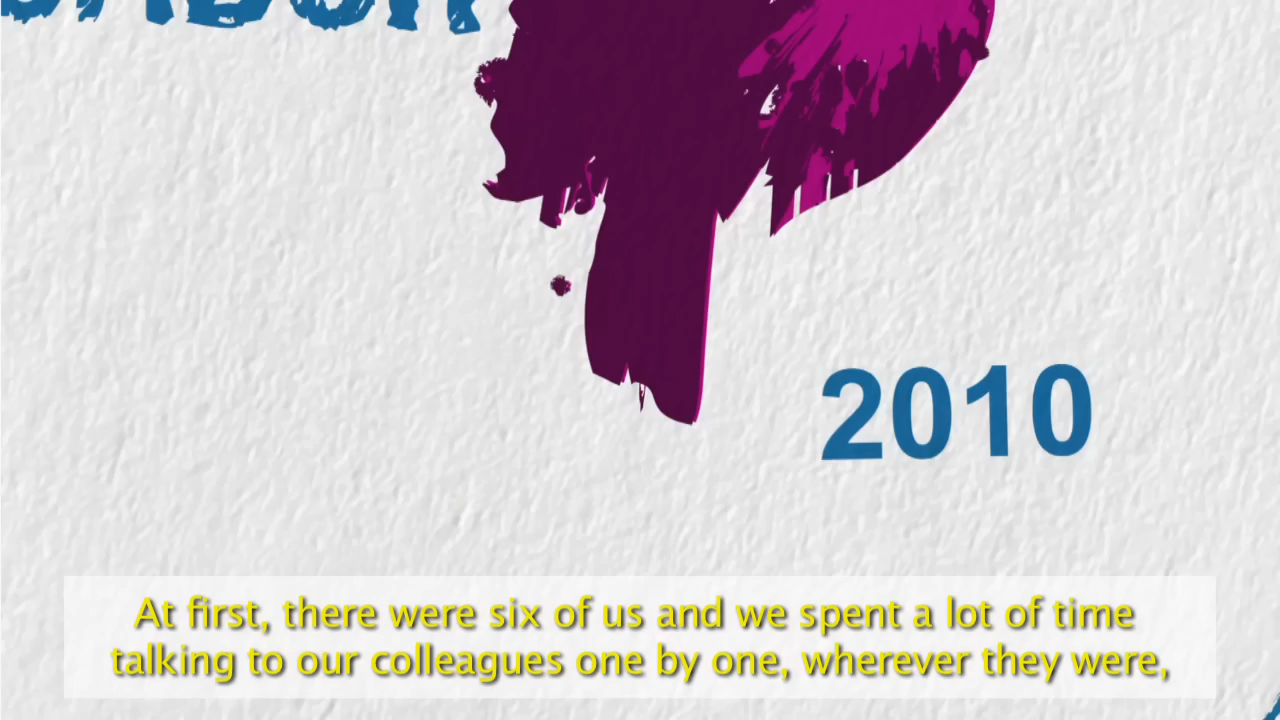 2010
At first, there were six of us and we spent a lot of time
talking to our colleagues one by one, wherever they were,